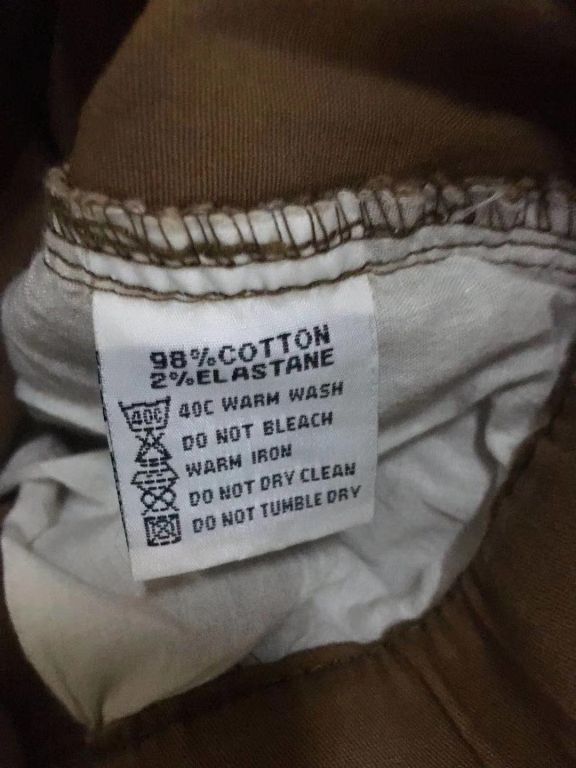 98%COTTON
2%ELASTANE
40C 40C WARM WASH
DO NOT BLEACH
WARM IRON
DO NOT DRY CLEAN
DO NOT TUMBLE DRY